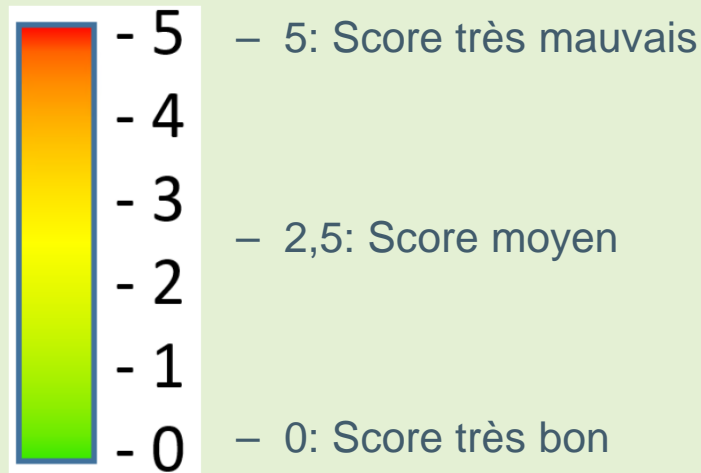 - 5
– 5: Score très mauvais
- 4
- 3
– 2,5: Score moyen
- 2
- 1
- 0
– 0: Score très bon